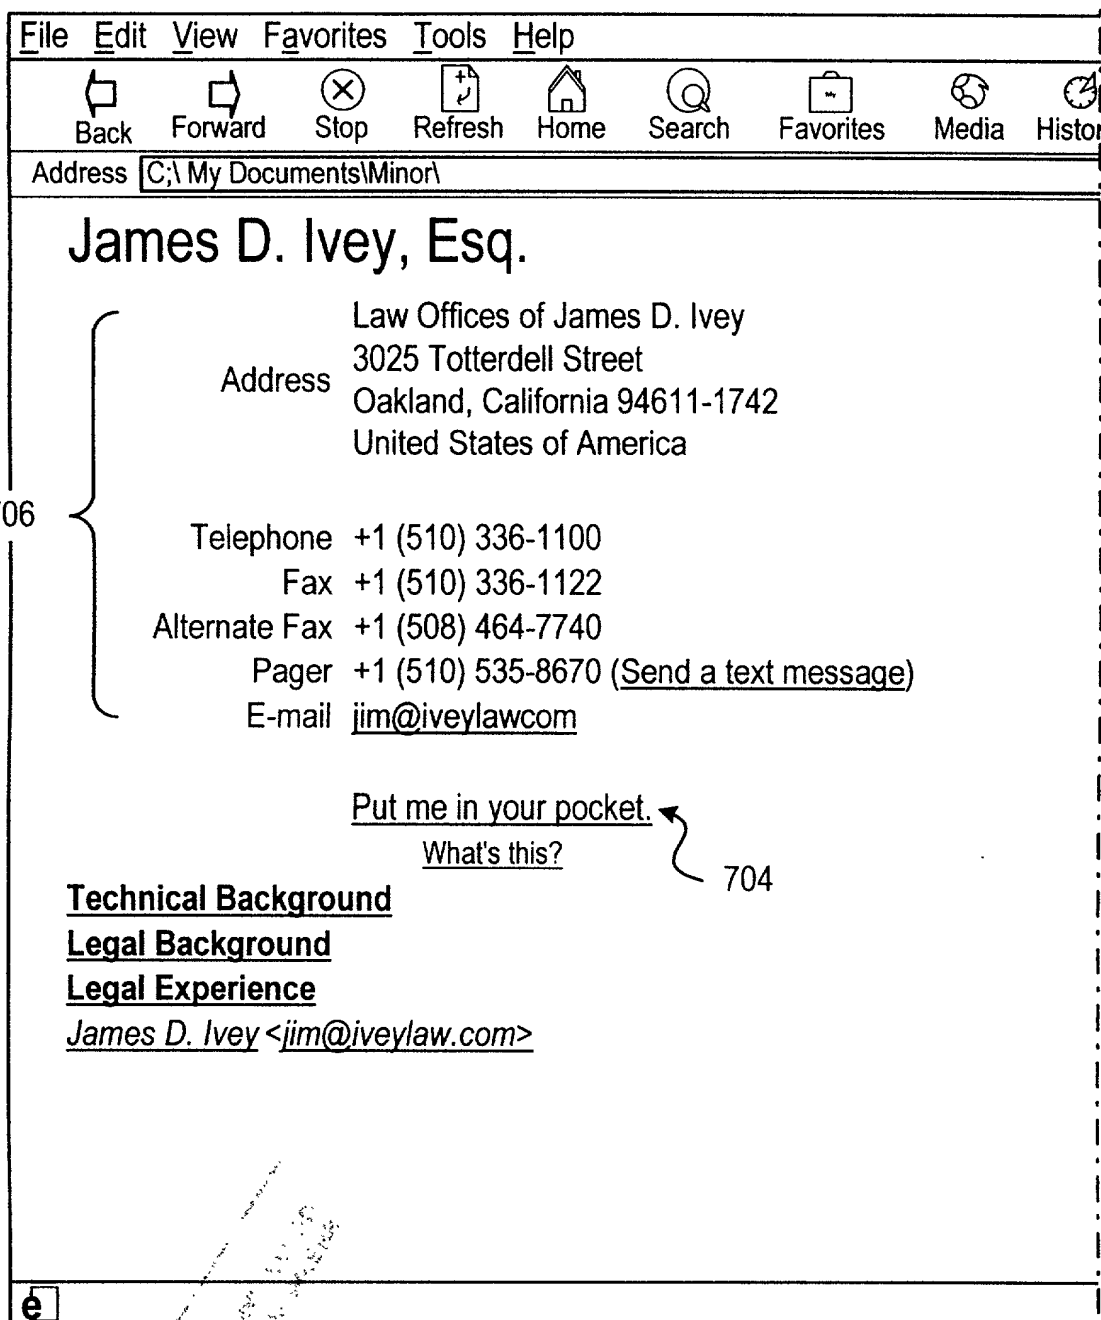 File Edit View Favorites Tools Help
Back Forward Stop Refresh Home Search Favorites Media Histor
Address C;\ My Documents\Minor\
James D. Ivey, Esq.
Address
Law Offices of James D. Ivey
3025 Totterdell Street
Oakland, California 94611-1742
United States of America
06
Telephone +1 (510) 336-1100
Fax +1 (510) 336-1122
Alternate Fax +1 (508) 464-7740
Pager +1 (510) 535-8670 (Send a text message)
E-mail jim@iveylawcom
Put me in your pocket.
What's this?
704
Technical Background
Legal Background
Legal Experience
James D. Ivey <jim@iveylaw.com>
e